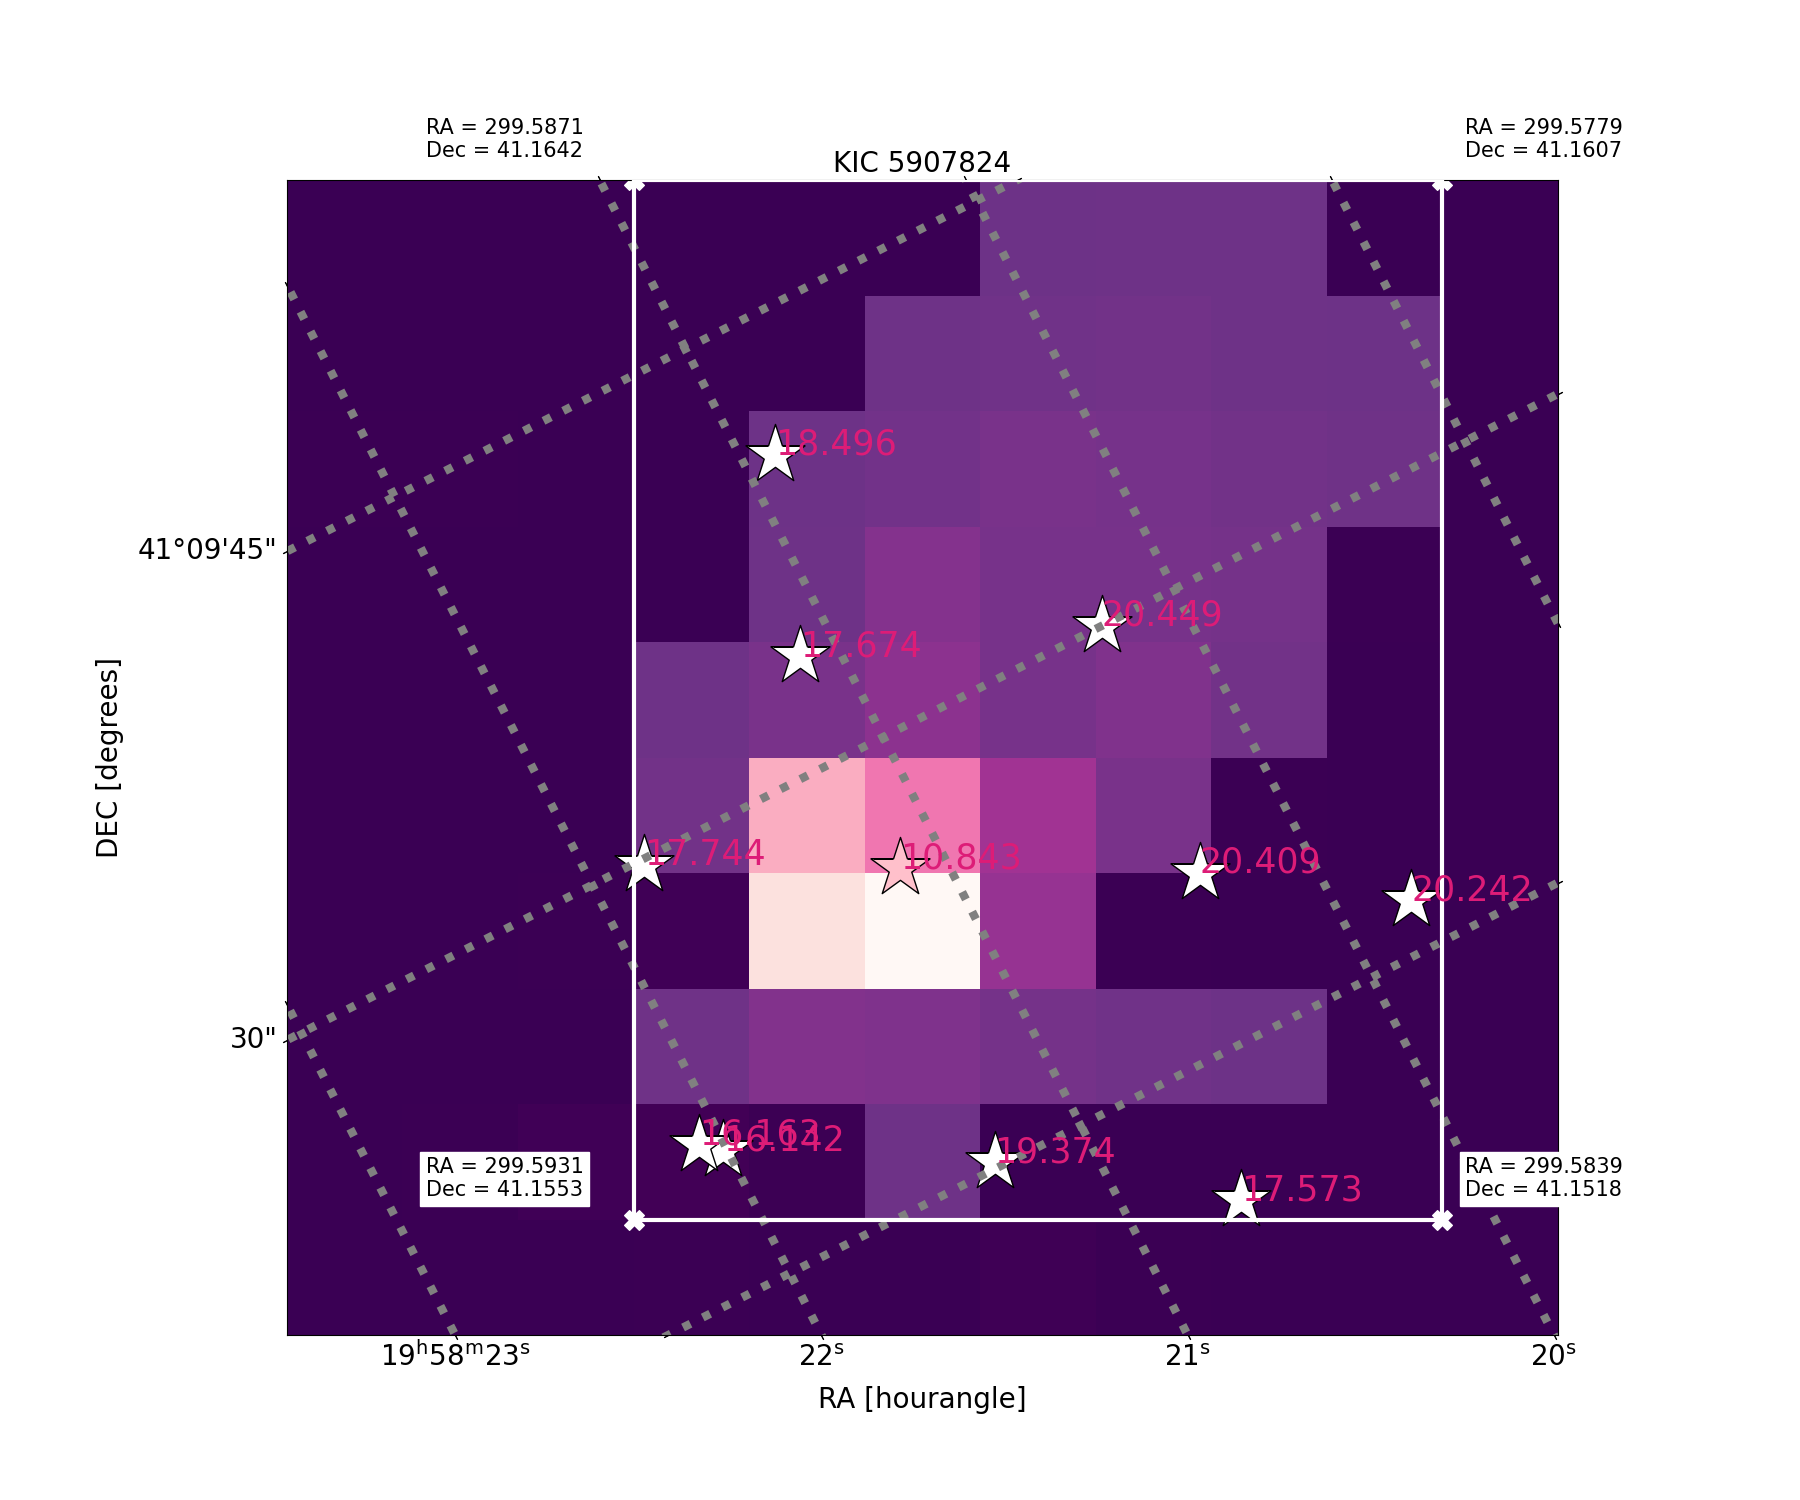 RA = 299.5871
Dec = 41.1642
RA = 299.5779
Dec = 41.1607
KIC 5907824
18.496
41°09'45"
20.449
17.674
DEC [degrees]
17.744
10.843
20.409
20.242
30"
16.163
16.142
19.374
17.573
RA = 299.5931
Dec = 41.1553
RA = 299.5839
Dec = 41.1518
19ʰ58ᵐ23ˢ
22ˢ
21ˢ
20ˢ
RA [hourangle]